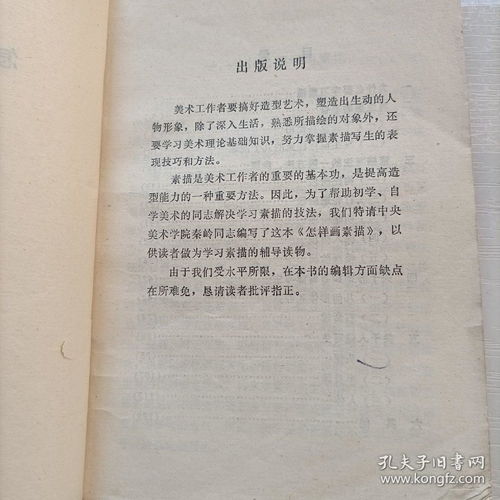 出版说明
美术工作者要搞好造型艺术，塑造出生动的人
物形象，除了深入生活，熟悉所描绘的对象外，还
要学习美术理论基础知识，努力掌握素描写生的表
现技巧和方法。
素描是美术工作者的重要的基本功，是提高造
型能力的一种重要方法。因此，为了帮助初学、自
学美术的同志解决学习素描的技法，我们特请中央
美术学院秦岭同志编写了这本《怎样画素描》，以
供读者做为学习素描的辅导读物。
由于我们受水平所限，在本书的编辑方面缺点
在所难免，恳请读者批评指正。
孔夫子旧书网
www.kongfz.com